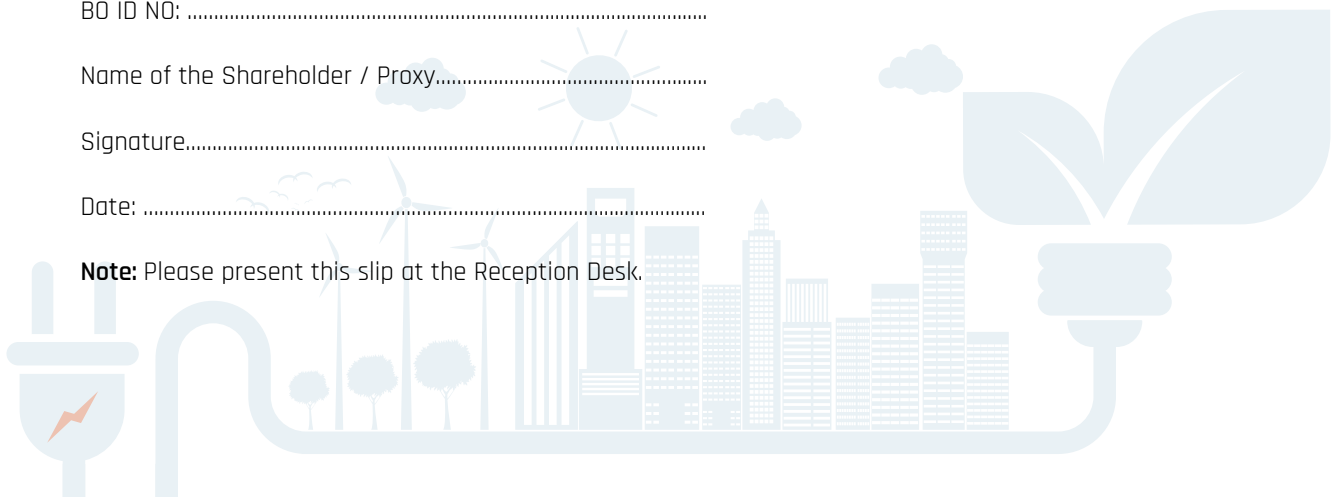 BO ID NO: ....................................................................................................
Name of the Shareholder / Proxy....................................................
Signature....................................................................................................
Date: ............................................................................................................
Note: Please present this slip at the Reception Desk.